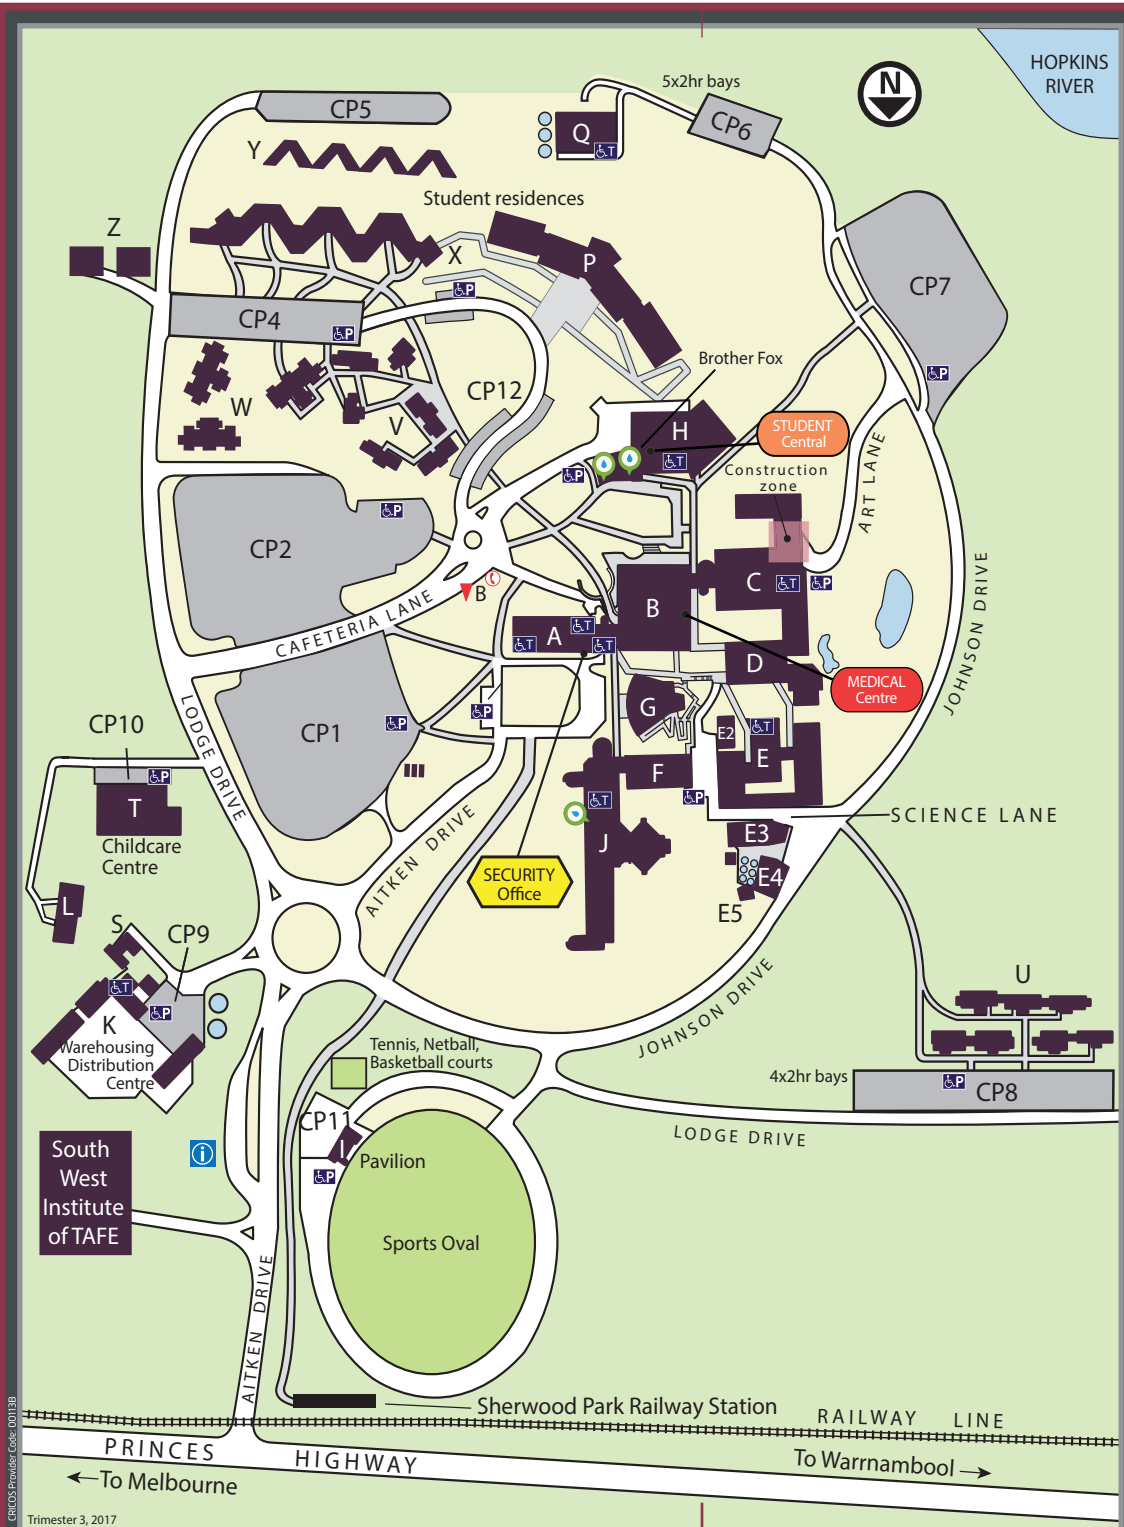 HOPKINS
RIVER
N
5x2hr bays
CP5
CP6
Q
T
Y
Student residences
Z
X
P
CP7
P
CP4
P
Brother Fox
P
CP12
W
V
H
STUDENT
Central
T
P
Construction
zone
ART LANE
P
CP2
B
CAFETERIA LANE
C
T
P
B
JOHNSON DRIVE
A
T
T
T
D
MEDICAL
Centre
LODGE DRIVE
G
P
CP10
CP1
P
E2
T
E
P
T
F
P
SCIENCE LANE
Childcare
Centre
T
J
E3
AITKEN DRIVE
SECURITY
Office
E4
E5
L
S
CP9
T
P
K
Warehousing
Distribution
Centre
U
JOHNSON DRIVE
Tennis, Netball,
Basketball courts
4x2hr bays
P
CP8
CP11
I
Pavilion
P
LODGE DRIVE
i
South
West
Institute
of TAFE
Sports Oval
AITKEN DRIVE
Sherwood Park Railway Station
RAILWAY LINE
PRINCES HIGHWAY
To Melbourne
To Warrnambool
CRICOS Provider Code: 00113B
Trimester 3, 2017